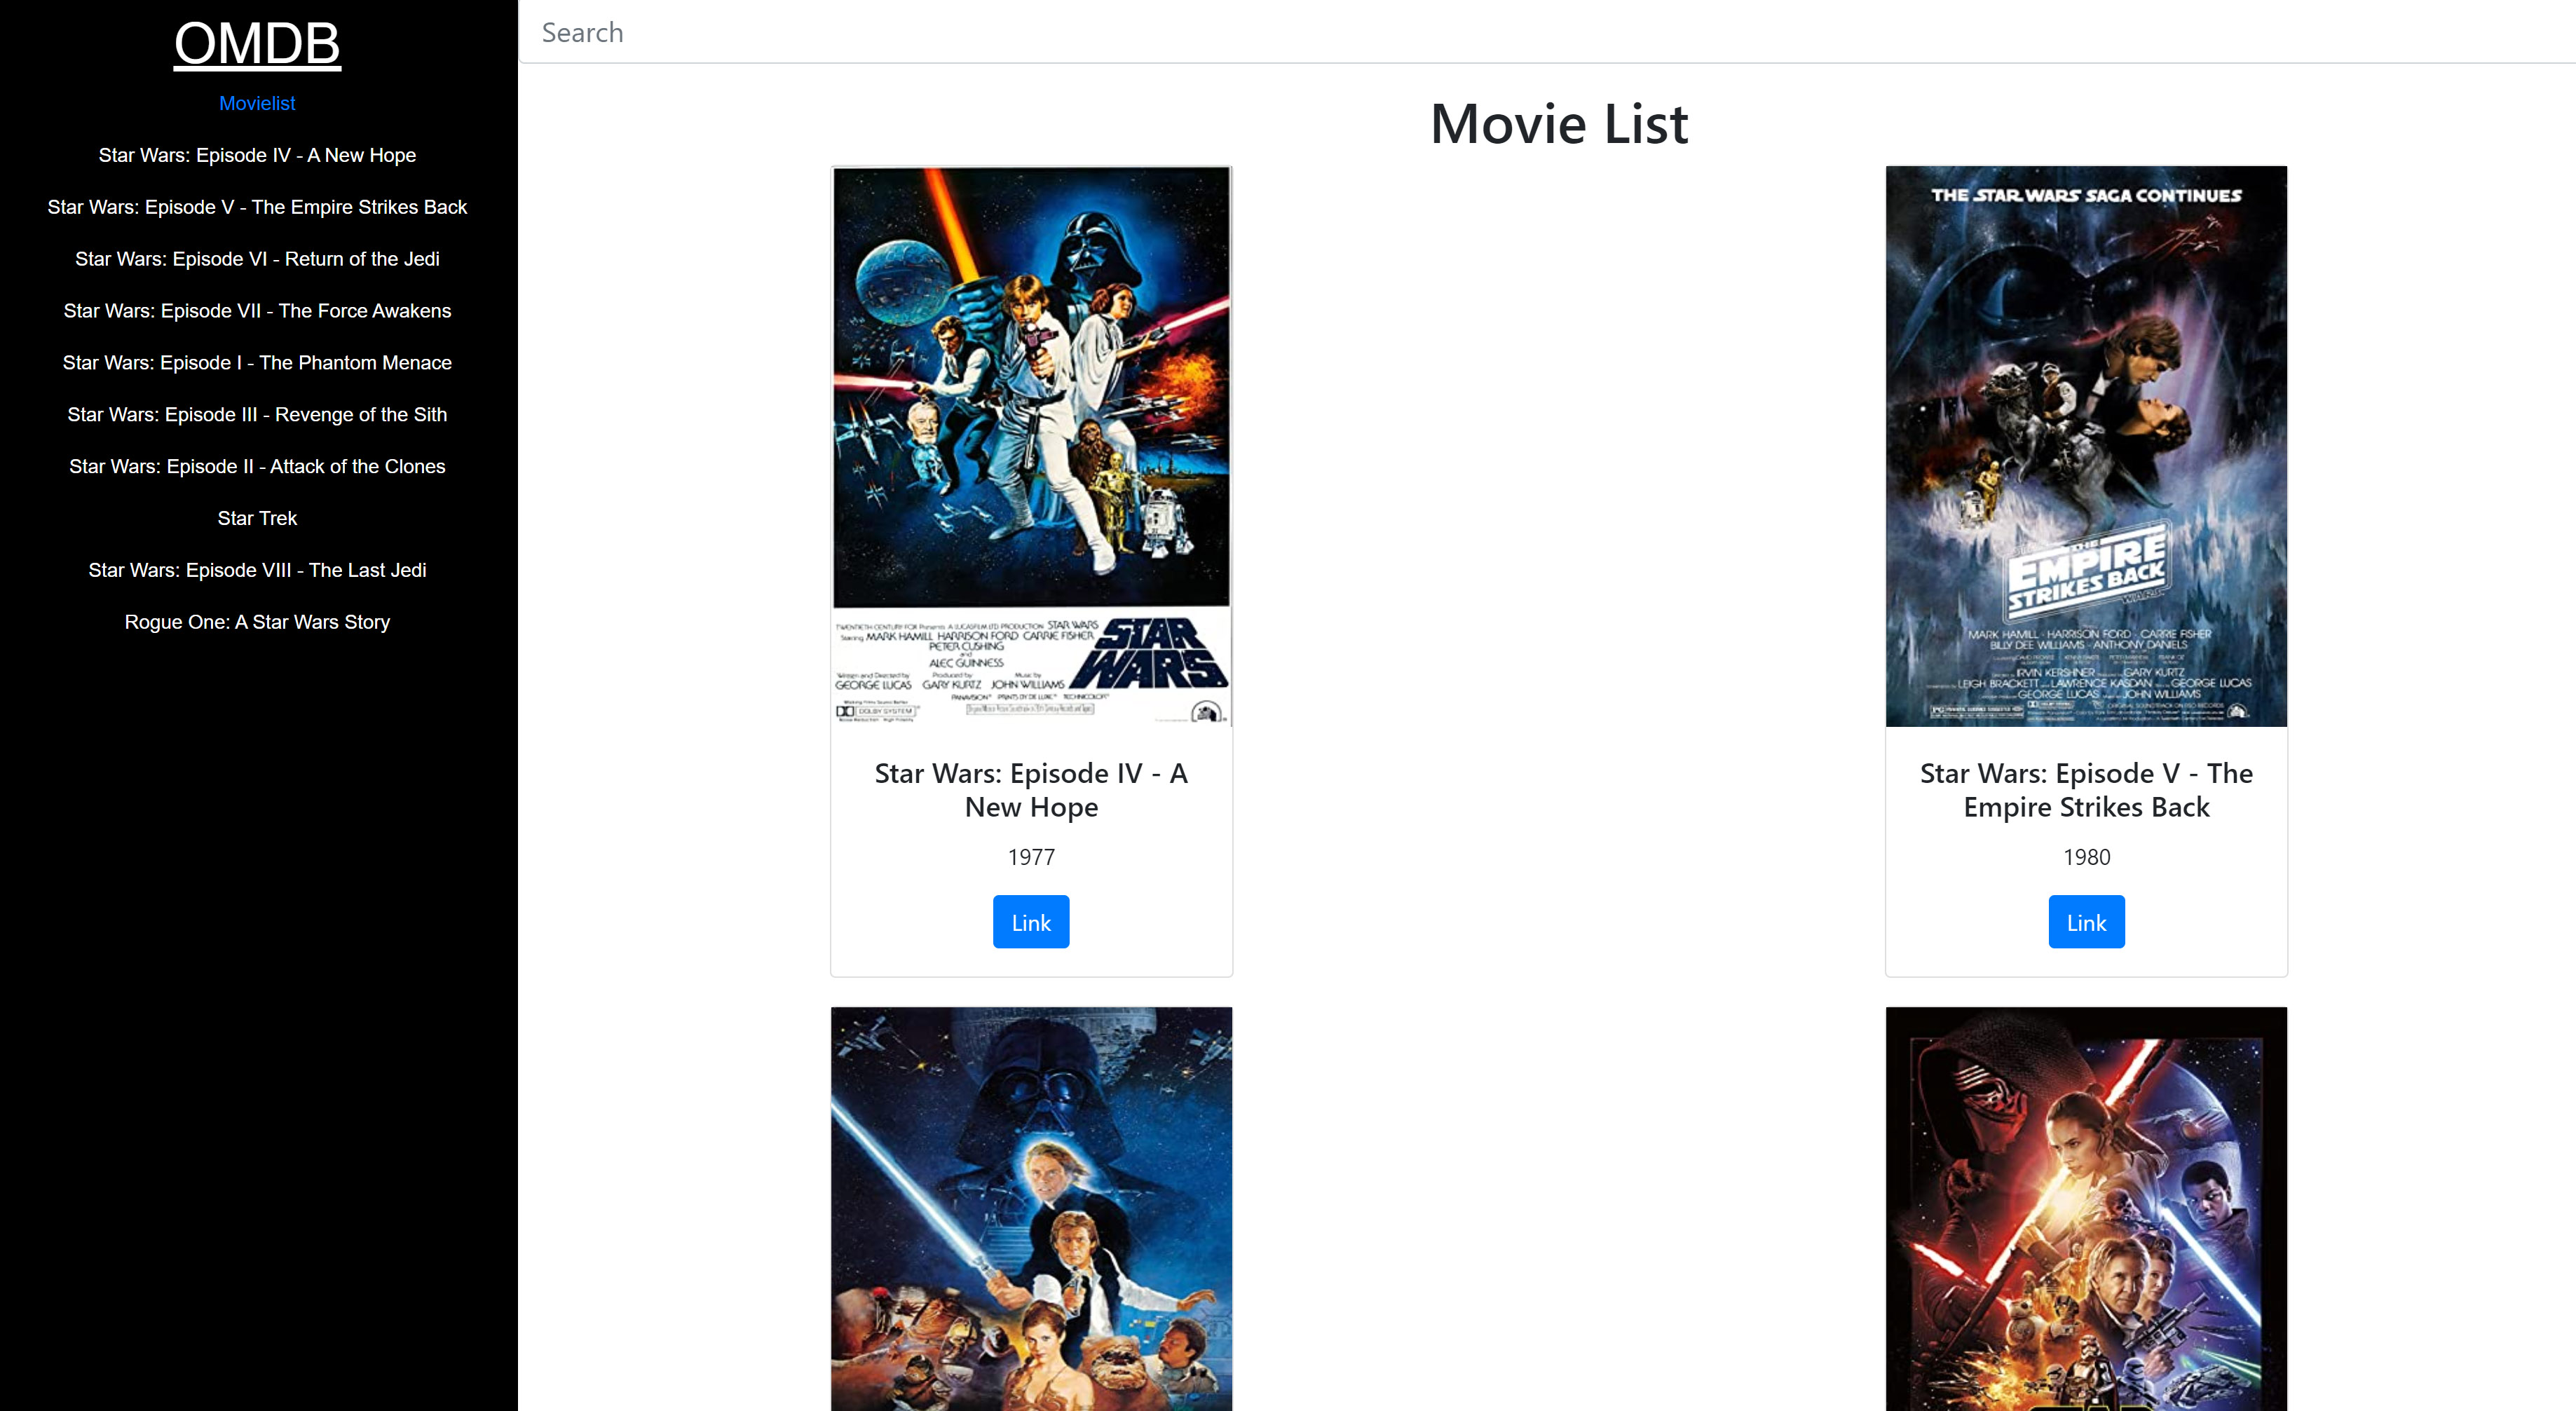 OMDB
Movielist
Star Wars: Episode IV - A New Hope
Star Wars: Episode V - The Empire Strikes Back
Star Wars: Episode VI - Return of the Jedi
Star Wars: Episode VII - The Force Awakens
Star Wars: Episode I - The Phantom Menace
Star Wars: Episode III - Revenge of the Sith
Star Wars: Episode II - Attack of the Clones
Star Trek
Star Wars: Episode VIII - The Last Jedi
Rogue One: A Star Wars Story
Search
Movie List
TWENTIETH CENTURY-FOX Presents A LUCASFILM LTD PRODUCTION STAR WARS
Starring MARK HAMILL HARRISON FORD CARRIE FISHER
PETER CUSHING
and
ALEC GUINNESS
Written and Directed by
GEORGE LUCAS
Produced by
GARY KURTZ
Music by
JOHN WILLIAMS
PANAVISION® PRINTS BY DE LUXE® TECHNICOLOR®
DOLBY SYSTEM
STAR
WARS
Star Wars: Episode IV - A
New Hope
1977
Link
THE STAR WARS SAGA CONTINUES
THE
EMPIRE
STRIKES BACK
MARK HAMILL · HARRISON FORD · CARRIE FISHER
BILLY DEE WILLIAMS · ANTHONY DANIELS
IRVIN KERSHNER GARY KURTZ
LEIGH BRACKETT LAWRENCE KASDAN GEORGE LUCAS
GEORGE LUCAS JOHN WILLIAMS
PG
Star Wars: Episode V - The
Empire Strikes Back
1980
Link